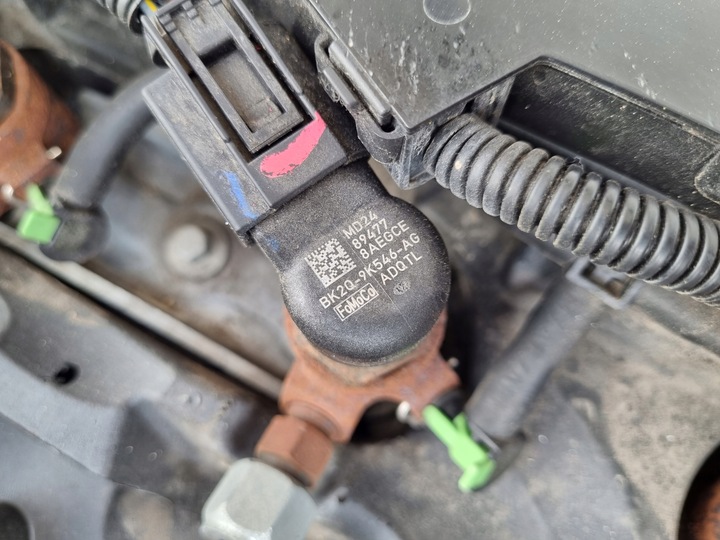 MD24
89477
8AEGCE
BK2Q-9K546-AG
FoMoCo ADQTL